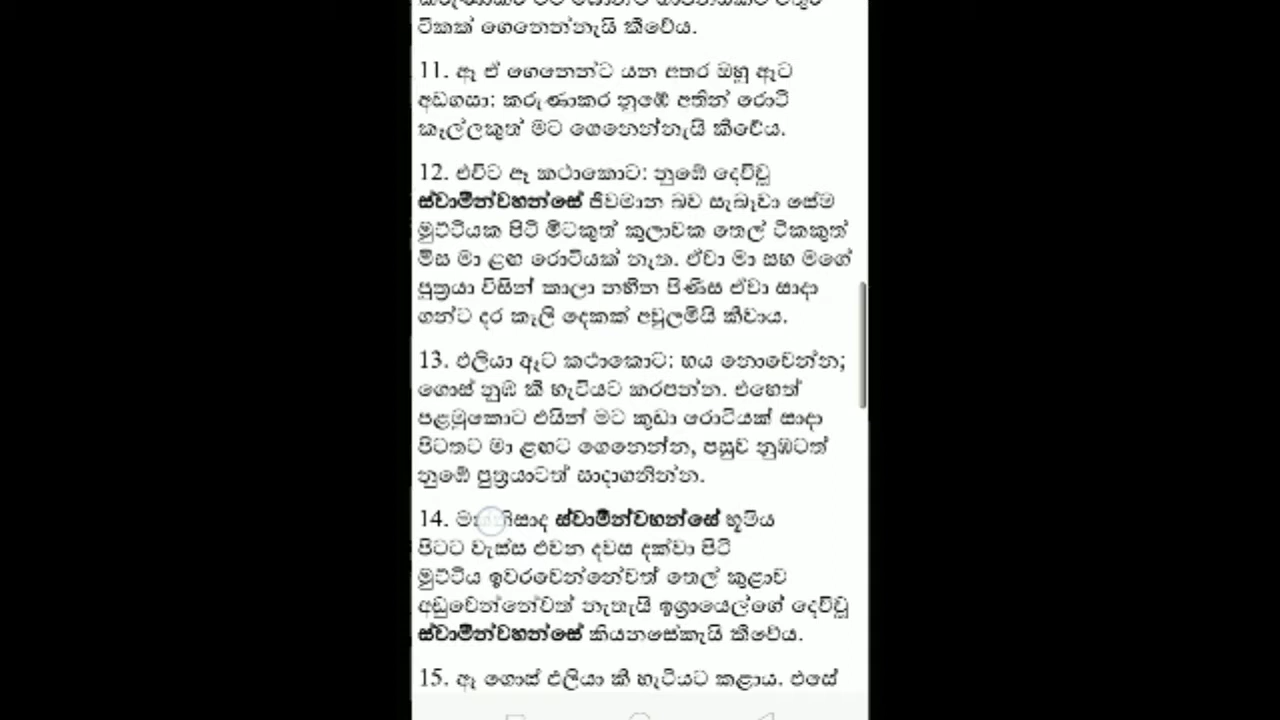 ටිකක් ගෙනෙන්නැයි කීවේය.
11. ඈ ඒ ගෙනෙන්ට යන අතර ඔහු ඈට
අඩගසා: කරුණාකර නුඹේ අතින් රොටි
කෑල්ලකුත් මට ගෙනෙන්නැයි කීවේය.
12. එවිට ඈ කථාකොට: නුඹේ දෙවිවූ
ස්වාමීන්වහන්සේ ජීවමාන බව සැබෑවා සේම
මුට්ටියක පිටි මිටකුත් කුලාවක තෙල් ටිකකුත්
මිස මා ළඟ රොටියක් නැත. ඒවා මා සහ මගේ
පුත්‍රයා විසින් කාලා නහින පිණිස ඒවා සාදා
ගන්ට දර කෑලි දෙකක් අවුලමියි කීවාය.
13. එලියා ඈට කථාකොට: භය නොවෙන්න;
ගොස් නුඹ කී හැටියට කරපන්න. එහෙත්
පළමුකොට එයින් මට කුඩා රොටියක් සාදා
පිටතට මා ළඟට ගෙනෙන්න, පසුව නුඹටත්
නුඹේ පුත්‍රයාටත් සාදාගනින්න.
14. ස්වාමීන්වහන්සේ භූමිය
පිටට වැස්ස එවන දවස දක්වා පිටි
මුට්ටිය ඉවරවෙන්නේවත් තෙල් කුළාව
අඩුවෙන්නේවත් නැතැයි ඉශ්‍රායෙල්ගේ දෙවිවූ
ස්වාමීන්වහන්සේ කියනසේකැයි කීවේය.
15. ඈ ගොස් එලියා කී හැටියට කළාය. එසේ